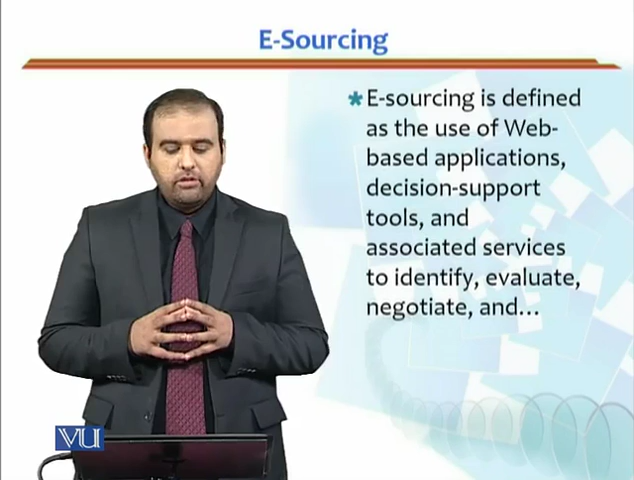 E-Sourcing
* E-sourcing is defined
as the use of Web-
based applications,
decision-support
tools, and
associated services
to identify, evaluate,
negotiate, and...
VU